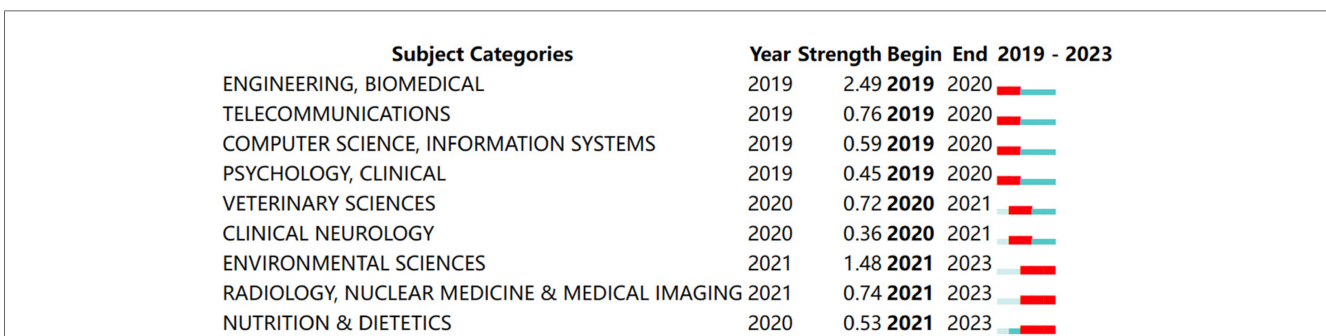 Subject Categories Year Strength Begin End 2019 - 2023
ENGINEERING, BIOMEDICAL 2019 2.49 2019 2020
TELECOMMUNICATIONS 2019 0.76 2019 2020
COMPUTER SCIENCE, INFORMATION SYSTEMS 2019 0.59 2019 2020
PSYCHOLOGY, CLINICAL 2019 0.45 2019 2020
VETERINARY SCIENCES 2020 0.72 2020 2021
CLINICAL NEUROLOGY 2020 0.36 2020 2021
ENVIRONMENTAL SCIENCES 2021 1.48 2021 2023
RADIOLOGY, NUCLEAR MEDICINE & MEDICAL IMAGING 2021 0.74 2021 2023
NUTRITION & DIETETICS 2020 0.53 2021 2023